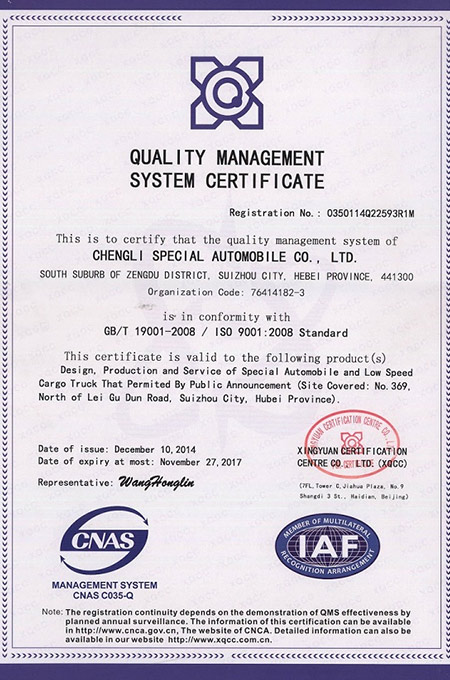 QUALITY MANAGEMENT
SYSTEM CERTIFICATE
Registration No.: 0350114Q22593R1M
This is to certify that the quality management system of
CHENGLI SPECIAL AUTOMOBILE CO., LTD.
SOUTH SUBURB OF ZENGDU DISTRICT, SUIZHOU CITY, HEBEI PROVINCE, 441300
Organization Code: 76414182-3
is in conformity with
GB/T 19001-2008 / ISO 9001:2008 Standard
This certificate is valid to the following product(s)
Design, Production and Service of Special Automobile and Low Speed
Cargo Truck That Permited By Public Announcement (Site Covered: No.369,
North of Lei Gu Dun Road, Suizhou City, Hubei Province).
Date of issue: December 10, 2014
Date of expiry at most: November 27, 2017
Representative: WangHonglin
XINGYUAN CERTIFICATION
CENTRE CO., LTD. (XQCC)
(7FL, Tower C, Jiahua Plaza, No.9
Shangdi 3 St., Haidian, Beijing)
CNAS
MANAGEMENT SYSTEM
CNAS C035-Q
MEMBER OF MULTILATERAL
IAF
RECOGNITION ARRANGEMENT
Note: The registration continuity depends on the demonstration of QMS effectiveness by
planned annual surveillance. The information of this certification can be available
in http://www.cnca.gov.cn, The website of CNCA. Detailed information can also be
available in our website http://www.xqcc.com.cn.